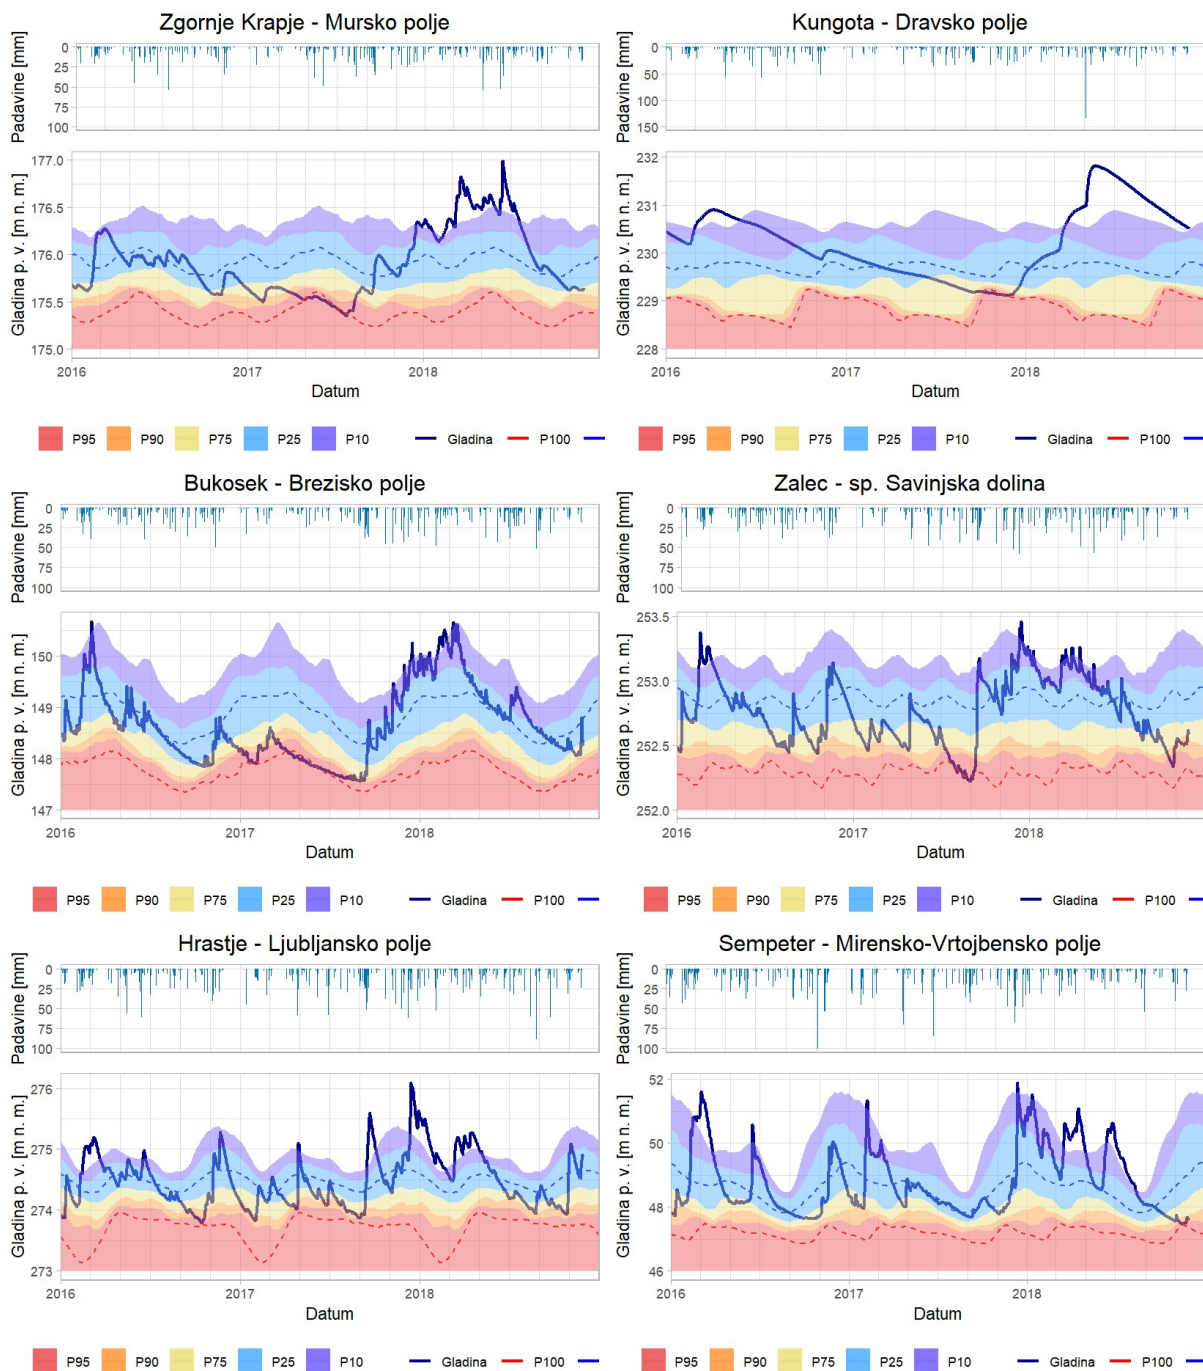 Zgornje Krapje - Mursko polje
Padavine [mm]
0
25
50
75
100
Gladina p. v. [m n. m.]
177.0
176.5
176.0
175.5
175.0
2016
2017
2018
Datum
P95
P90
P75
P25
P10
Gladina
P100
Kungota - Dravsko polje
Padavine [mm]
0
50
100
150
Gladina p. v. [m n. m.]
232
231
230
229
228
2016
2017
2018
Datum
P95
P90
P75
P25
P10
Gladina
P100
Bukosek - Brezisko polje
Padavine [mm]
0
25
50
75
100
Gladina p. v. [m n. m.]
150
149
148
147
2016
2017
2018
Datum
P95
P90
P75
P25
P10
Gladina
P100
Zalec - sp. Savinjska dolina
Padavine [mm]
0
25
50
75
100
Gladina p. v. [m n. m.]
253.5
253.0
252.5
252.0
2016
2017
2018
Datum
P95
P90
P75
P25
P10
Gladina
P100
Hrastje - Ljubljansko polje
Padavine [mm]
0
25
50
75
100
Gladina p. v. [m n. m.]
276
275
274
273
2016
2017
2018
Datum
P95
P90
P75
P25
P10
Gladina
P100
Sempeter - Mirensko-Vrtojbensko polje
Padavine [mm]
0
25
50
75
100
Gladina p. v. [m n. m.]
52
50
48
46
2016
2017
2018
Datum
P95
P90
P75
P25
P10
Gladina
P100